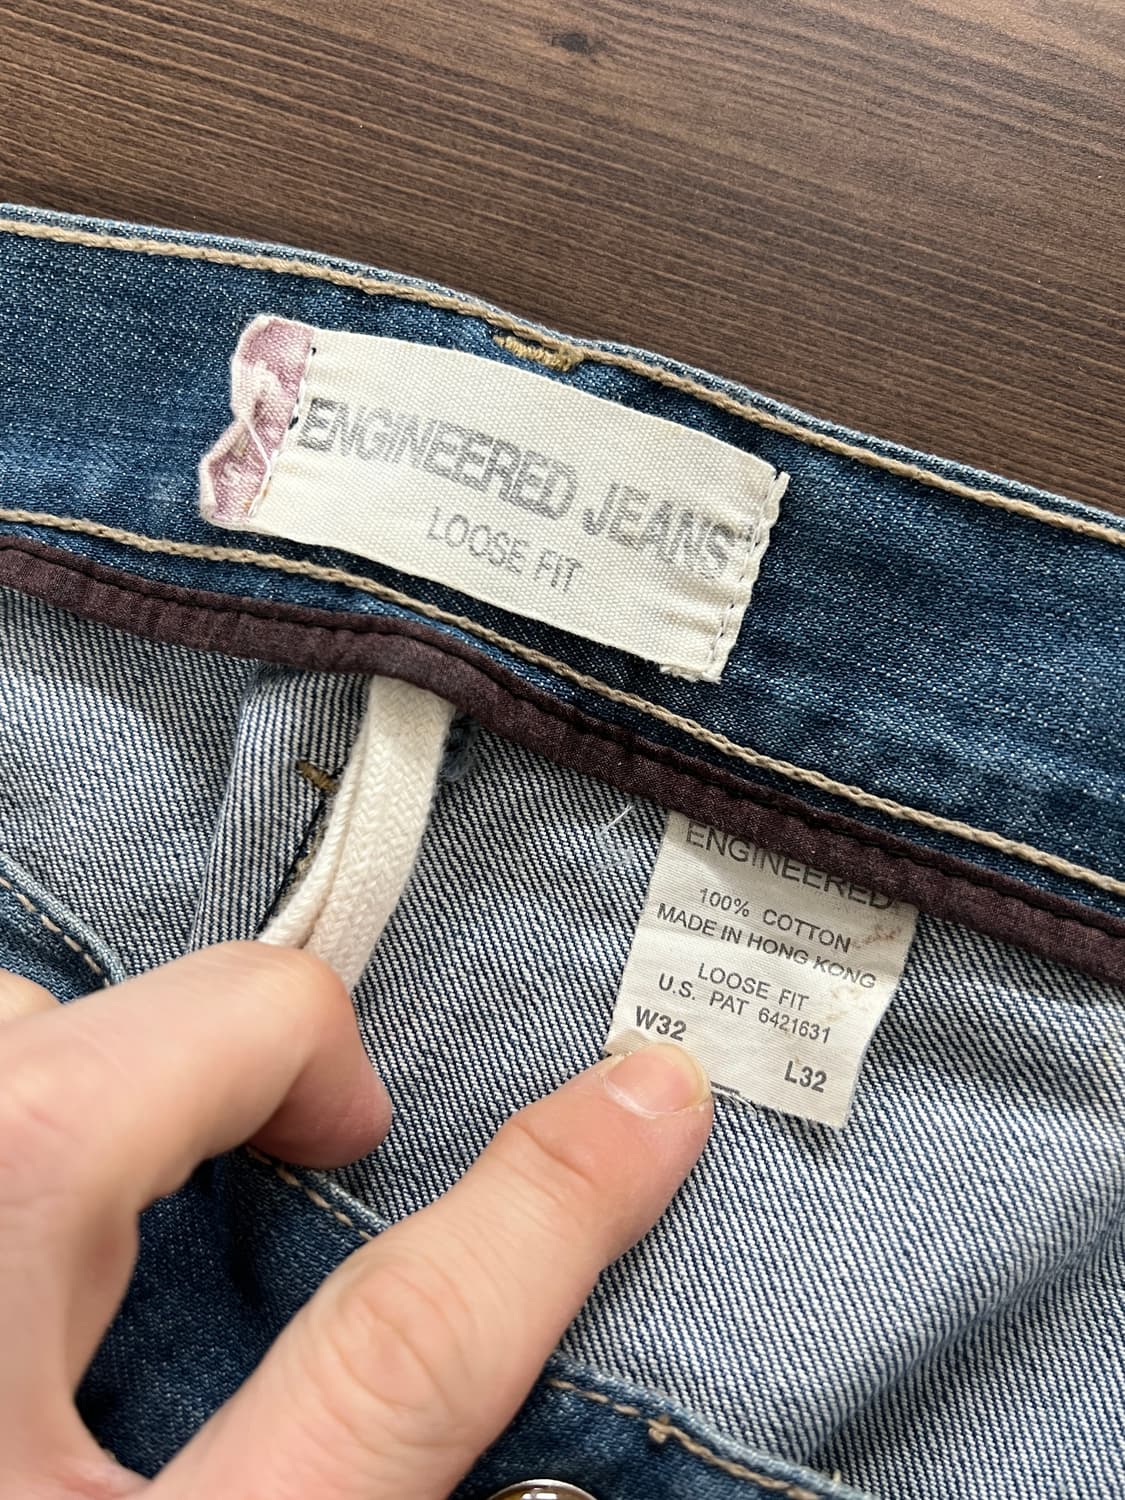 ENGINEERED JEANS
LOOSE FIT
ENGINEERED
100% COTTON
MADE IN HONG KONG
LOOSE FIT
U.S. PAT 6421631
W32
L32